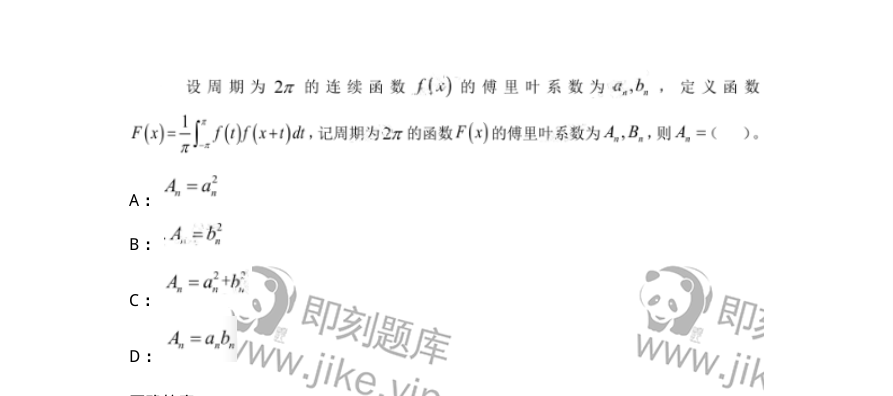 设周期为 2π 的连续函数 f(x) 的傅里叶系数为 aₙ,bₙ ，定义函数
F(x)=1/π∫_{-π}^{π} f(t)f(x+t)dt，记周期为2π的函数F(x)的傅里叶系数为Aₙ,Bₙ，则Aₙ=（ ）。
A： Aₙ = aₙ²
B： Aₙ = bₙ²
C： Aₙ = aₙ²+bₙ²
D： Aₙ = aₙbₙ
即刻题库
www.jike.vip
即刻
www.jik